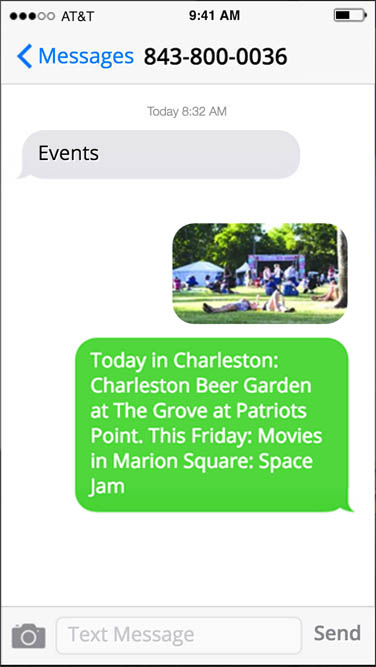 AT&T 9:41 AM
Messages 843-800-0036
Today 8:32 AM
Events
Today in Charleston:
Charleston Beer Garden
at The Grove at Patriots
Point. This Friday: Movies
in Marion Square: Space
Jam
Text Message Send